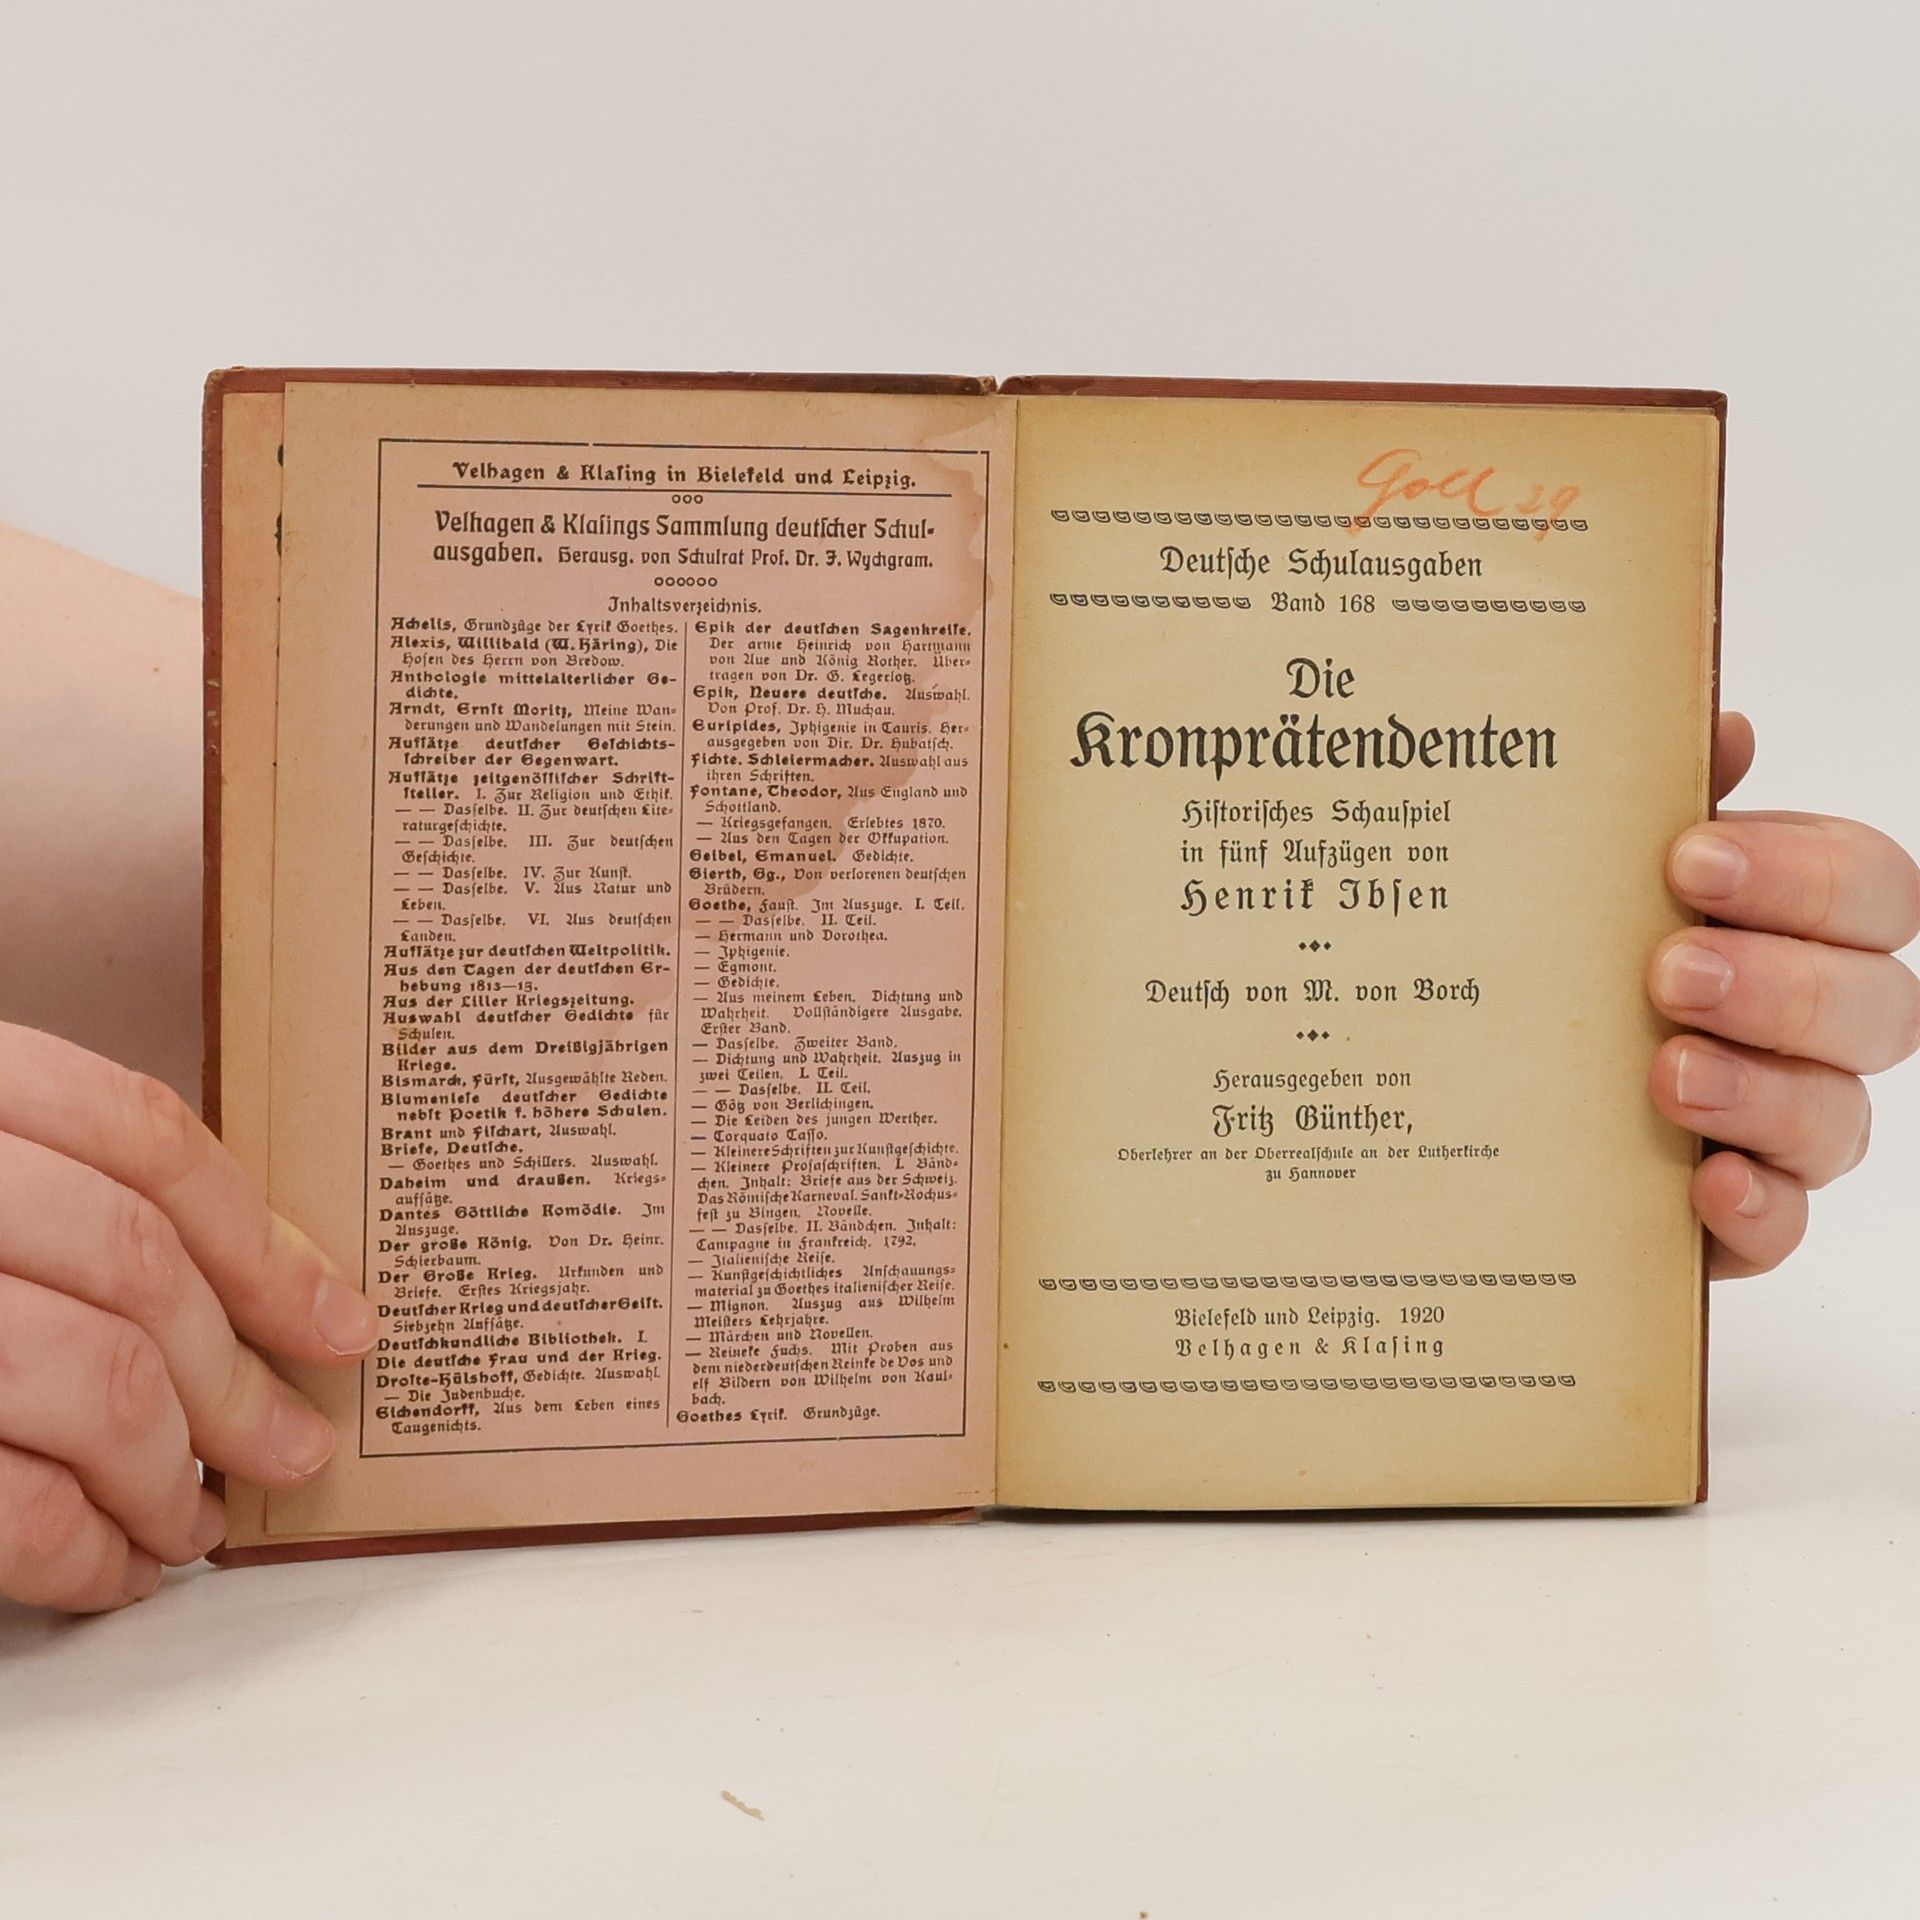 Velhagen & Klaſing in Bielefeld und Leipzig.
Velhagen & Klaſings Sammlung deutſcher Schul-
ausgaben. Herausg. von Schulrat Prof. Dr. J. Wychgram.
Inhaltsverzeichnis.
Achelis, Grundzüge der Lyrik Goethes.
Alexis, Willibald (W. Häring), Die
Hoſen des Herrn von Bredow.
Anthologie mittelalterlicher Ge-
dichte.
Arndt, Ernſt Moritz, Meine Wan-
derungen und Wandelungen mit Stein.
Aufſätze deutſcher Geſchichts-
ſchreiber der Gegenwart.
Aufſätze zeitgenöſſiſcher Schrift-
ſteller. I. Zur Religion und Ethik.
— — Dasſelbe. II. Zur deutſchen Lite-
raturgeſchichte.
— — Dasſelbe. III. Zur deutſchen
Geſchichte.
— — Dasſelbe. IV. Zur Kunſt.
— — Dasſelbe. V. Aus Natur und
Leben.
— — Dasſelbe. VI. Aus deutſchen
Landen.
Aufſätze zur deutſchen Weltpolitik.
Aus den Tagen der deutſchen Er-
hebung 1813—15.
Aus der Liller Kriegszeitung.
Auswahl deutſcher Gedichte für
Schulen.
Bilder aus dem Dreißigjährigen
Kriege.
Bismarck, Fürſt, Ausgewählte Reden.
Blumenleſe deutſcher Gedichte
nebſt Poetik f. höhere Schulen.
Brant und Fiſchart, Auswahl.
Briefe, Deutſche.
— Goethes und Schillers. Auswahl.
Daheim und draußen. Kriegs-
aufſätze.
Dantes Göttliche Komödie. Im
Auszuge.
Der große König. Von Dr. Heinr.
Schierbaum.
Der Große Krieg. Urkunden und
Briefe. Erſtes Kriegsjahr.
Deutſcher Krieg und deutſcher Geiſt.
Siebzehn Aufſätze.
Deutſchkundliche Bibliothek. I.
Die deutſche Frau und der Krieg.
Droſte-Hülshoff, Gedichte. Auswahl.
— Die Judenbuche.
Eichendorff, Aus dem Leben eines
Taugenichts.
Epik der deutſchen Sagenkreiſe.
Der arme Heinrich von Hartmann
von Aue und König Rother. Über-
tragen von Dr. G. Legerlotz.
Epik, Neuere deutſche. Auswahl.
Von Prof. Dr. H. Muchau.
Euripides, Iphigenie in Tauris. Her-
ausgegeben von Dir. Dr. Hubatſch.
Fichte. Schleiermacher. Auswahl aus
ihren Schriften.
Fontane, Theodor, Aus England und
Schottland.
— Kriegsgefangen. Erlebtes 1870.
— Aus den Tagen der Okkupation.
Geibel, Emanuel. Gedichte.
Gierth, Gg., Von verlorenen deutſchen
Brüdern.
Goethe, Fauſt. Im Auszuge. I. Teil.
— — Dasſelbe. II. Teil.
— Hermann und Dorothea.
— Iphigenie.
— Egmont.
— Gedichte.
— Aus meinem Leben. Dichtung und
Wahrheit. Vollſtändigere Ausgabe.
Erſter Band.
— Dasſelbe. Zweiter Band.
— Dichtung und Wahrheit. Auszug in
zwei Teilen. I. Teil.
— — Dasſelbe. II. Teil.
— Götz von Berlichingen.
— Die Leiden des jungen Werther.
— Torquato Taſſo.
— Kleinere Schriften zur Kunſtgeſchichte.
— Kleinere Proſaſchriften. I. Bänd-
chen. Inhalt: Briefe aus der Schweiz.
Das Römiſche Karneval. Sankt-Rochus-
feſt zu Bingen. Novelle.
— — Dasſelbe. II. Bändchen. Inhalt:
Campagne in Frankreich. 1792.
— Italieniſche Reiſe.
— Kunſtgeſchichtliches Anſchauungs-
material zu Goethes italieniſcher Reiſe.
— Mignon. Auszug aus Wilhelm
Meiſters Lehrjahre.
— Märchen und Novellen.
— Reineke Fuchs. Mit Proben aus
dem niederdeutſchen Reinke de Vos und
elf Bildern von Wilhelm von Kaul-
bach.
Goethes Lyrik. Grundzüge.
Goll 29
Deutſche Schulausgaben
Band 168
Die
Kronprätendenten
Hiſtoriſches Schauſpiel
in fünf Aufzügen von
Henrik Ibſen
Deutſch von M. von Borch
Herausgegeben von
Fritz Günther,
Oberlehrer an der Oberrealſchule an der Lutherkirche
zu Hannover
Bielefeld und Leipzig. 1920
Velhagen & Klaſing